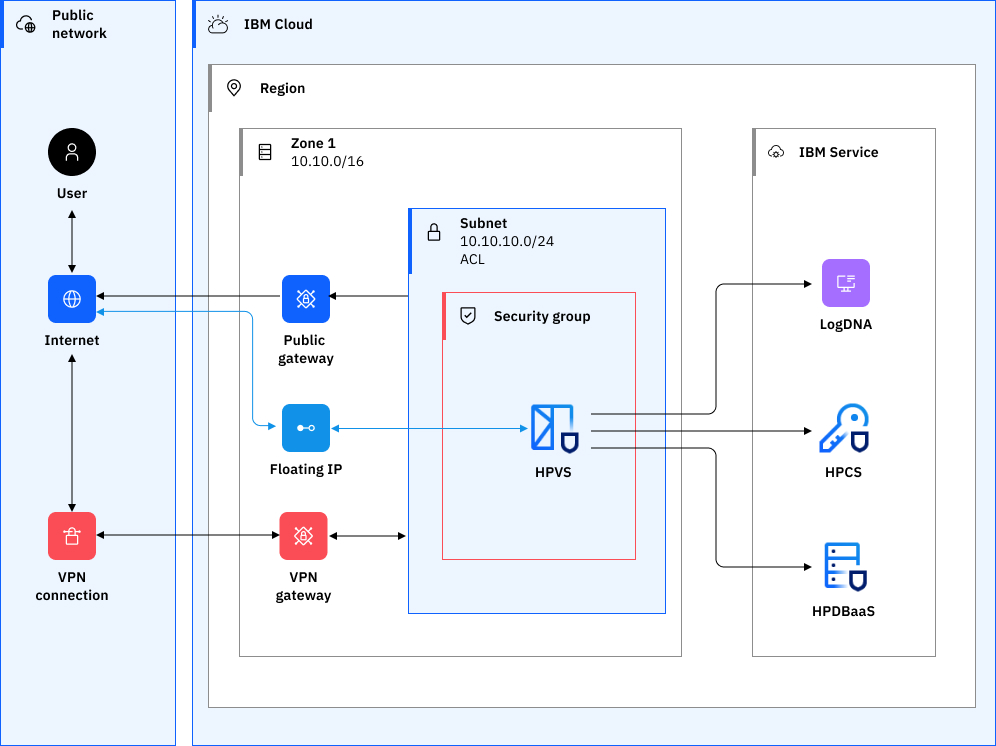 Public
network
IBM Cloud
Region
Zone 1
10.10.0/16
IBM Service
User
Subnet
10.10.10.0/24
ACL
Security group
Internet
Public
gateway
LogDNA
Floating IP
HPVS
HPCS
VPN
connection
VPN
gateway
HPDBaaS